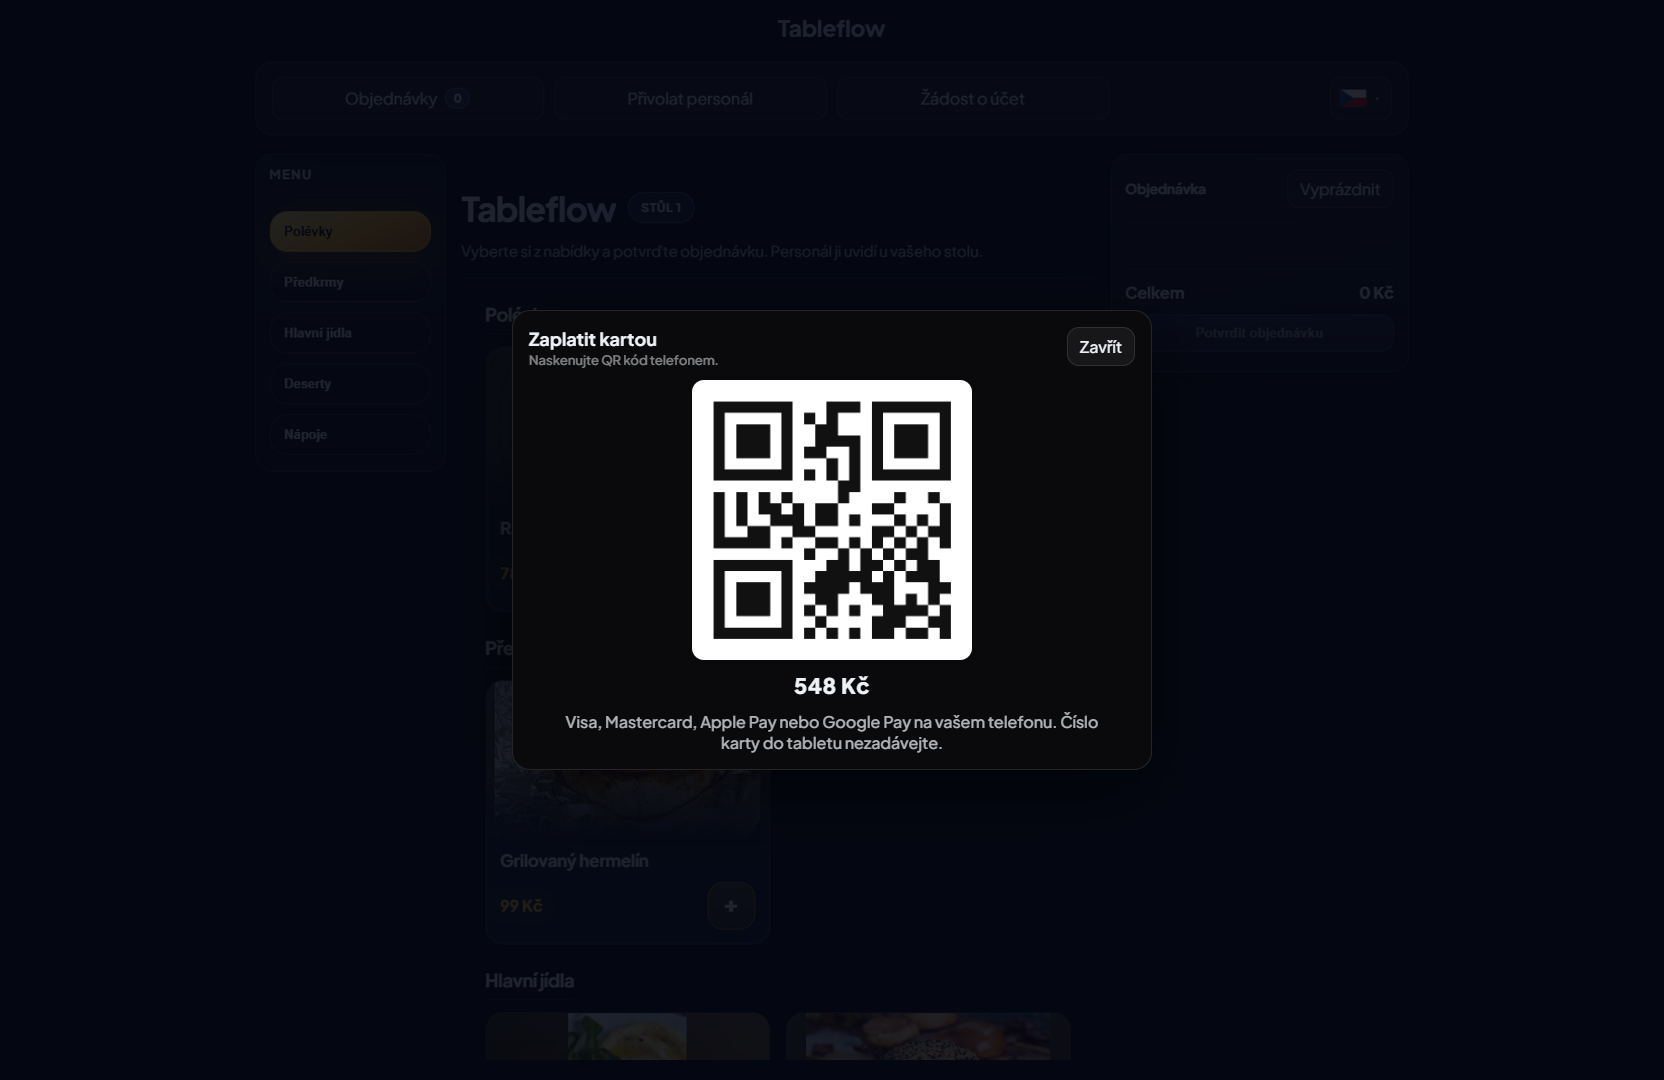 Tableflow
Objednávky 0
Přivolat personál
Žádost o účet
MENU
Polévky
Předkrmy
Hlavní jídla
Deserty
Nápoje
Tableflow STŮL 1
Vyberte si z nabídky a potvrďte objednávku. Personál ji uvidí u vašeho stolu.
Objednávka
Vyprázdnit
Celkem 0 Kč
Potvrdit objednávku
Zaplatit kartou
Naskenujte QR kód telefonem.
Zavřít
548 Kč
Visa, Mastercard, Apple Pay nebo Google Pay na vašem telefonu. Číslo
karty do tabletu nezadávejte.
Grilovaný hermelín
99 Kč
+
Hlavní jídla